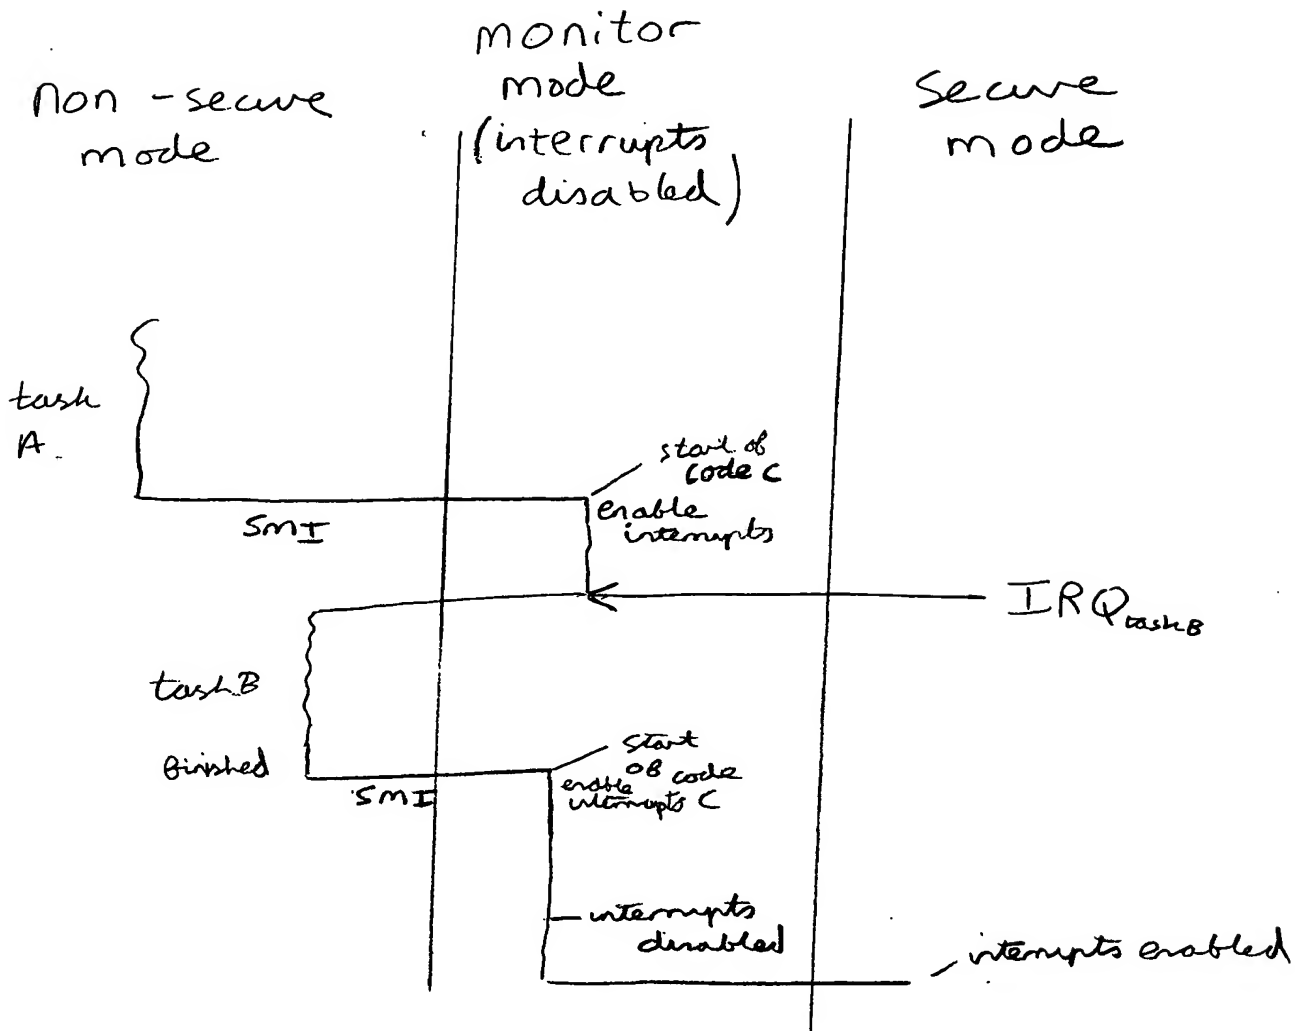 non-secure
mode
monitor
mode
(interrupts
disabled)
secure
mode
task
A.
start of
code C
SMI
enable
interrupts
IRQ task B
task B
finished
start
of code
SMI
enable
interrupts C
interrupts
disabled
interrupts enabled